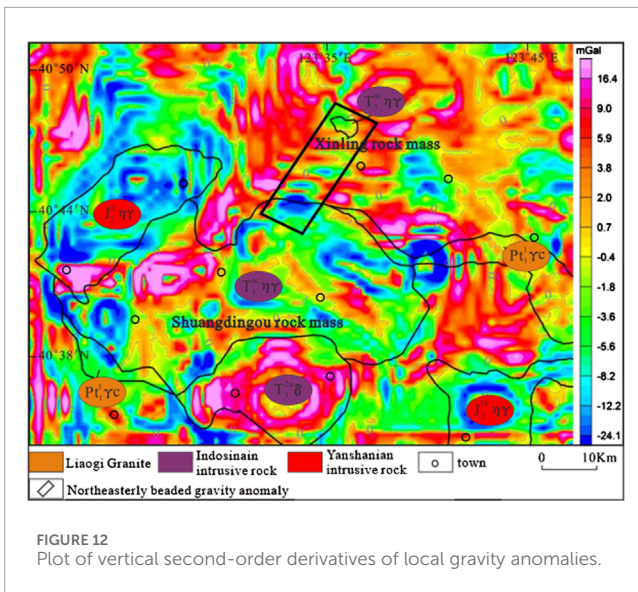 123°35′E
123°45′E
mGal
40°50′N
16.4
9.0
5.8
3.7
2.0
0.7
-0.4
-1.6
-3.0
-5.0
-8.2
-12.2
-24.1
Xinling rock mass
40°44′N
Shuangdingou rock mass
40°38′N
Liaogi Granite
Indosinain intrusive rock
Yanshanian intrusive rock
town
0 10Km
Northeasterly beaded gravity anomaly
FIGURE 12
Plot of vertical second-order derivatives of local gravity anomalies.